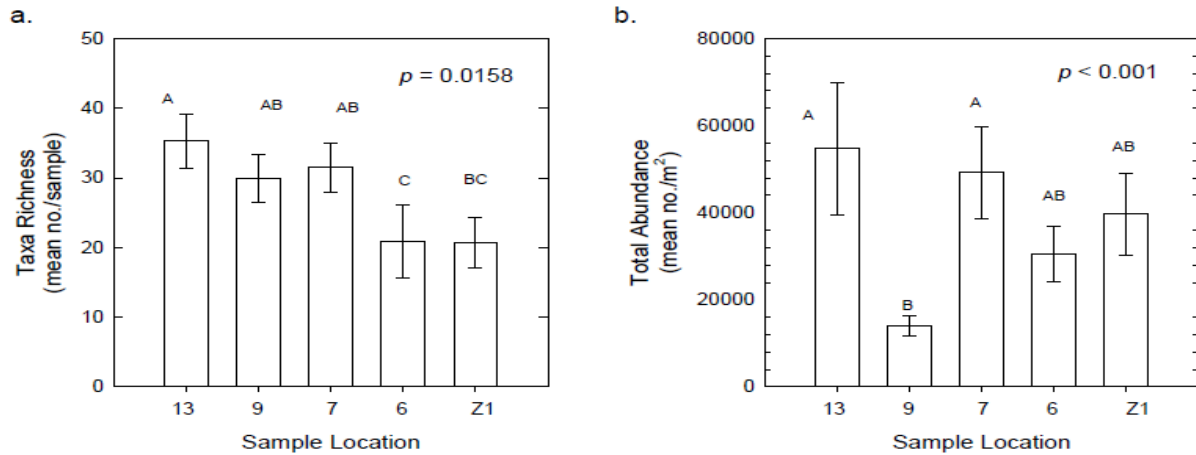 a.
50
40
30
20
10
0
Taxa Richness
(mean no./sample)
p = 0.0158
A
AB
AB
C
BC
13 9 7 6 Z1
Sample Location
b.
80000
60000
40000
20000
0
Total Abundance
(mean no./m²)
p < 0.001
A
B
A
AB
AB
13 9 7 6 Z1
Sample Location